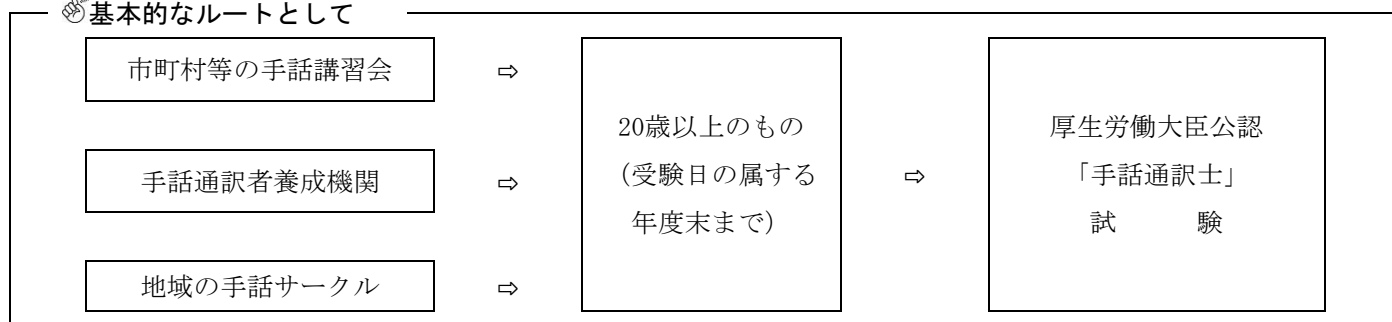 基本的なルートとして
市町村等の手話講習会
⇨
手話通訳者養成機関
⇨
地域の手話サークル
⇨
20歳以上のもの
(受験日の属する
年度末まで)
⇨
厚生労働大臣公認
「手話通訳士」
試　　験